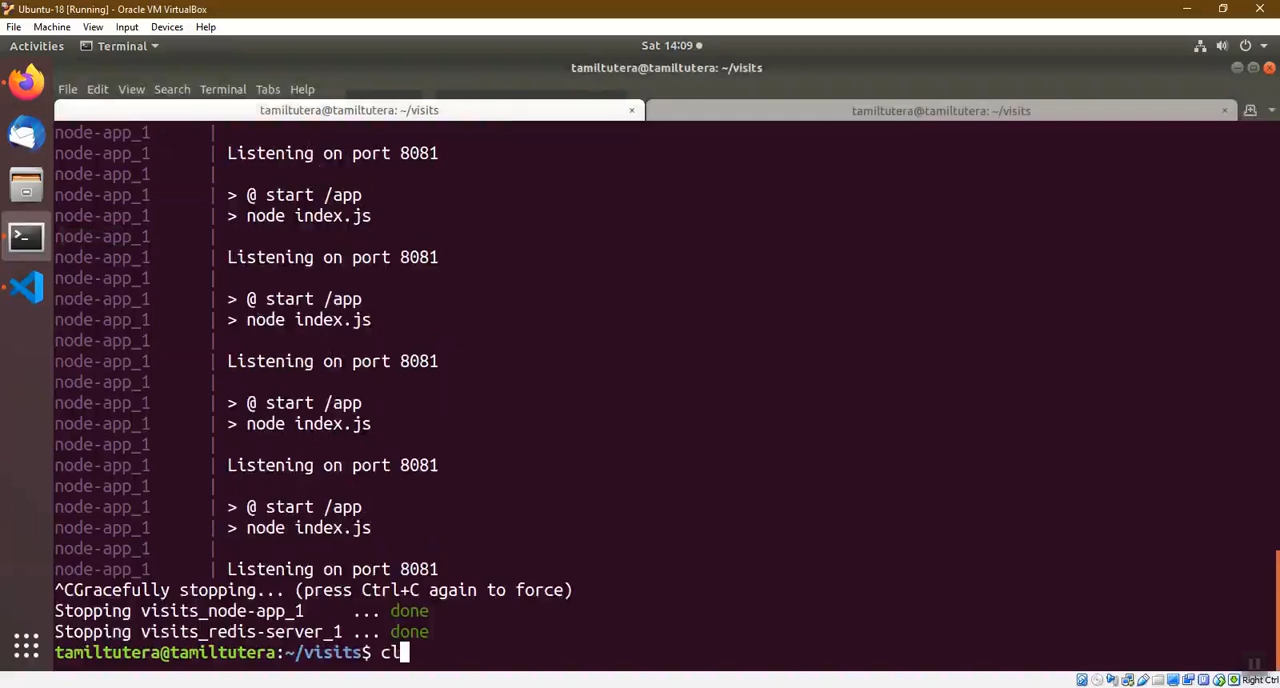 Ubuntu-18 [Running] - Oracle VM VirtualBox
File Machine View Input Devices Help
Activities Terminal Sat 14:09
tamiltutera@tamiltutera: ~/visits
File Edit View Search Terminal Tabs Help
tamiltutera@tamiltutera: ~/visits × tamiltutera@tamiltutera: ~/visits ×
node-app_1 |
node-app_1 | Listening on port 8081
node-app_1 |
node-app_1 | > @ start /app
node-app_1 | > node index.js
node-app_1 |
node-app_1 | Listening on port 8081
node-app_1 |
node-app_1 | > @ start /app
node-app_1 | > node index.js
node-app_1 |
node-app_1 | Listening on port 8081
node-app_1 |
node-app_1 | > @ start /app
node-app_1 | > node index.js
node-app_1 |
node-app_1 | Listening on port 8081
node-app_1 |
node-app_1 | > @ start /app
node-app_1 | > node index.js
node-app_1 |
node-app_1 | Listening on port 8081
^CGracefully stopping... (press Ctrl+C again to force)
Stopping visits_node-app_1 ... done
Stopping visits_redis-server_1 ... done
tamiltutera@tamiltutera:~/visits$ cl
Right Ctrl